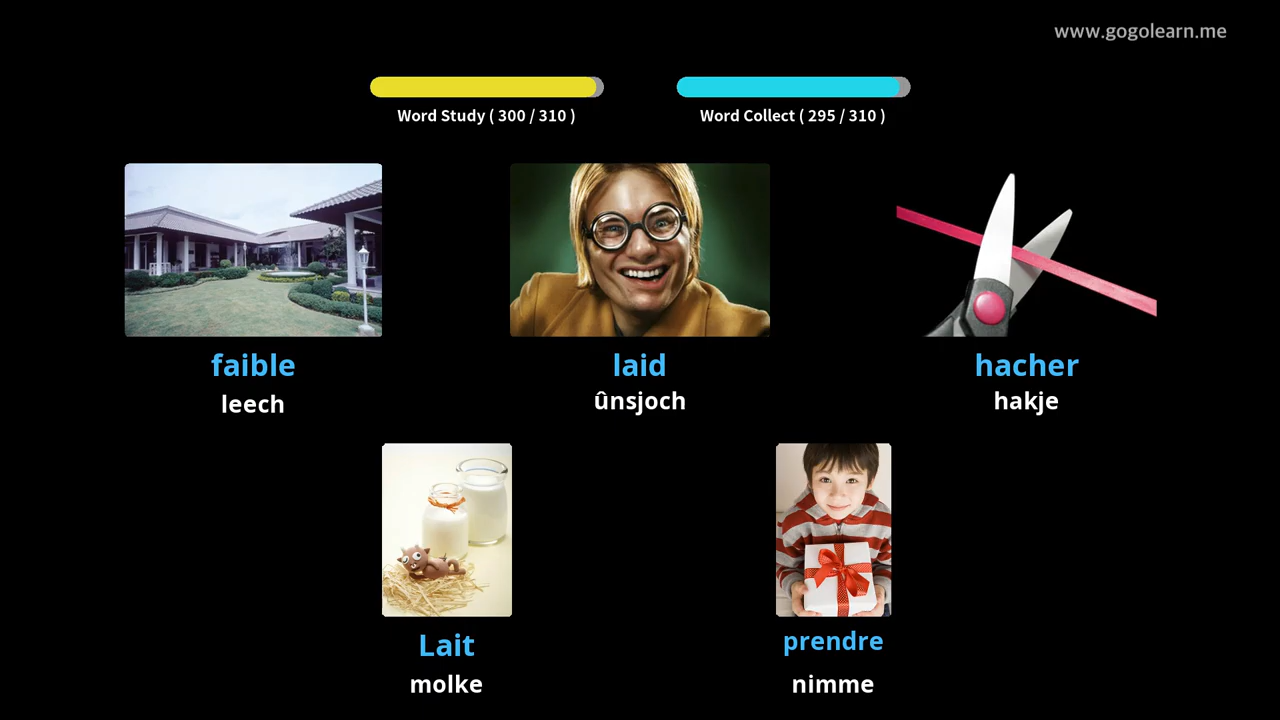 www.gogolearn.me
Word Study ( 300 / 310 )
Word Collect ( 295 / 310 )
faible
leech
laid
ûnsjoch
hacher
hakje
Lait
molke
prendre
nimme